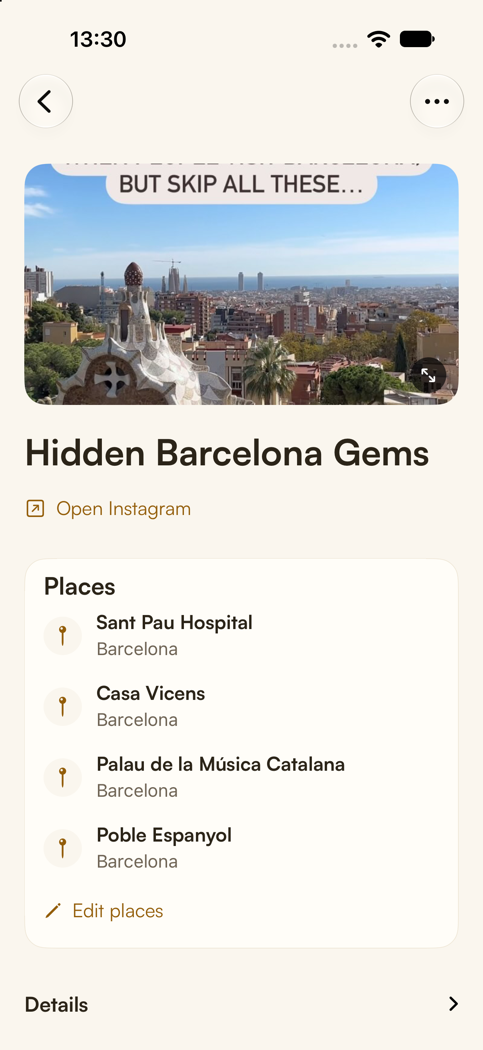 13:30
BUT SKIP ALL THESE...
Hidden Barcelona Gems
Open Instagram
Places
Sant Pau Hospital
Barcelona
Casa Vicens
Barcelona
Palau de la Música Catalana
Barcelona
Poble Espanyol
Barcelona
Edit places
Details